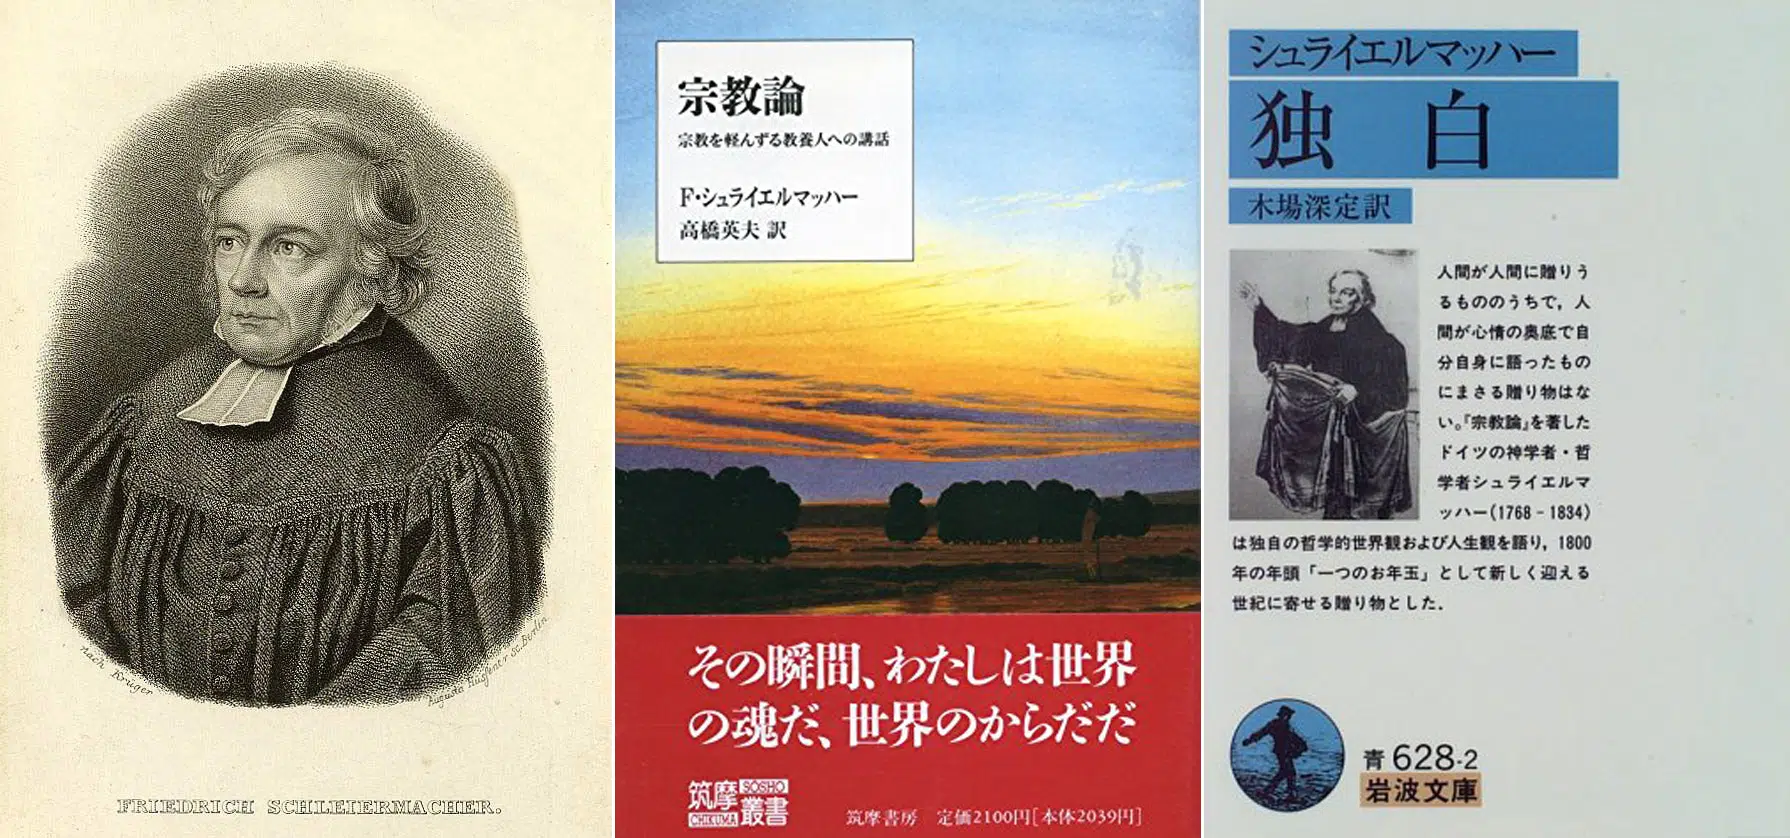 nach Krüger
Auguste Hüssener sc. Berlin
FRIEDRICH SCHLEIERMACHER.
宗教論
宗教を軽んずる教養人への講話
F・シュライエルマッハー
高橋英夫 訳
その瞬間、わたしは世界
の魂だ、世界のからだだ
筑摩
SŌSHO
CHIKUMA
叢書
筑摩書房 定価2100円[本体2039円]
シュライエルマッハー
独 白
木場深定訳
人間が人間に贈りう
るもののうちで，人
間が心情の奥底で自
分自身に語ったもの
にまさる贈り物はな
い。『宗教論』を著した
ドイツの神学者・哲
学者シュライエルマ
ッハー(1768‐1834)
は独自の哲学的世界観および人生観を語り，1800
年の年頭「一つのお年玉」として新しく迎える
世紀に寄せる贈り物とした．
青 628-2
岩波文庫